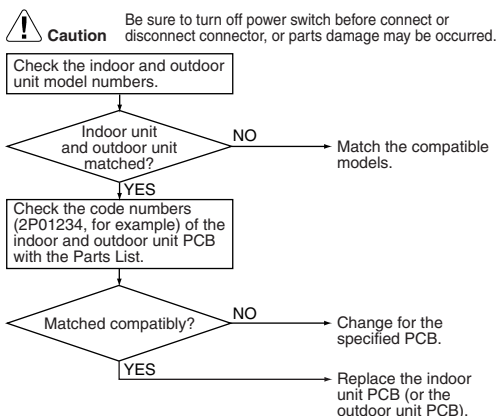 Caution
Be sure to turn off power switch before connect or
disconnect connector, or parts damage may be occurred.
Check the indoor and outdoor
unit model numbers.
Indoor unit
and outdoor unit
matched?
NO
Match the compatible
models.
YES
Check the code numbers
(2P01234, for example) of the
indoor and outdoor unit PCB
with the Parts List.
Matched compatibly?
NO
Change for the
specified PCB.
YES
Replace the indoor
unit PCB (or the
outdoor unit PCB).